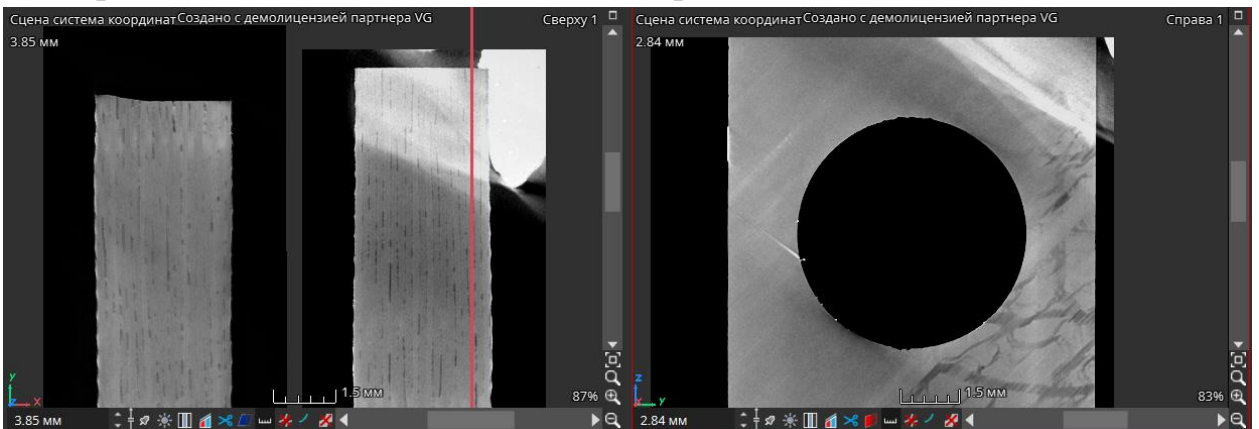 Сцена система координат Создано с демолицензией партнера VG Сверху 1
3.85 мм
y
z x
1.5 мм
87%
3.85 мм
Сцена система координат Создано с демолицензией партнера VG Справа 1
2.84 мм
z
y
1.5 мм
83%
2.84 мм